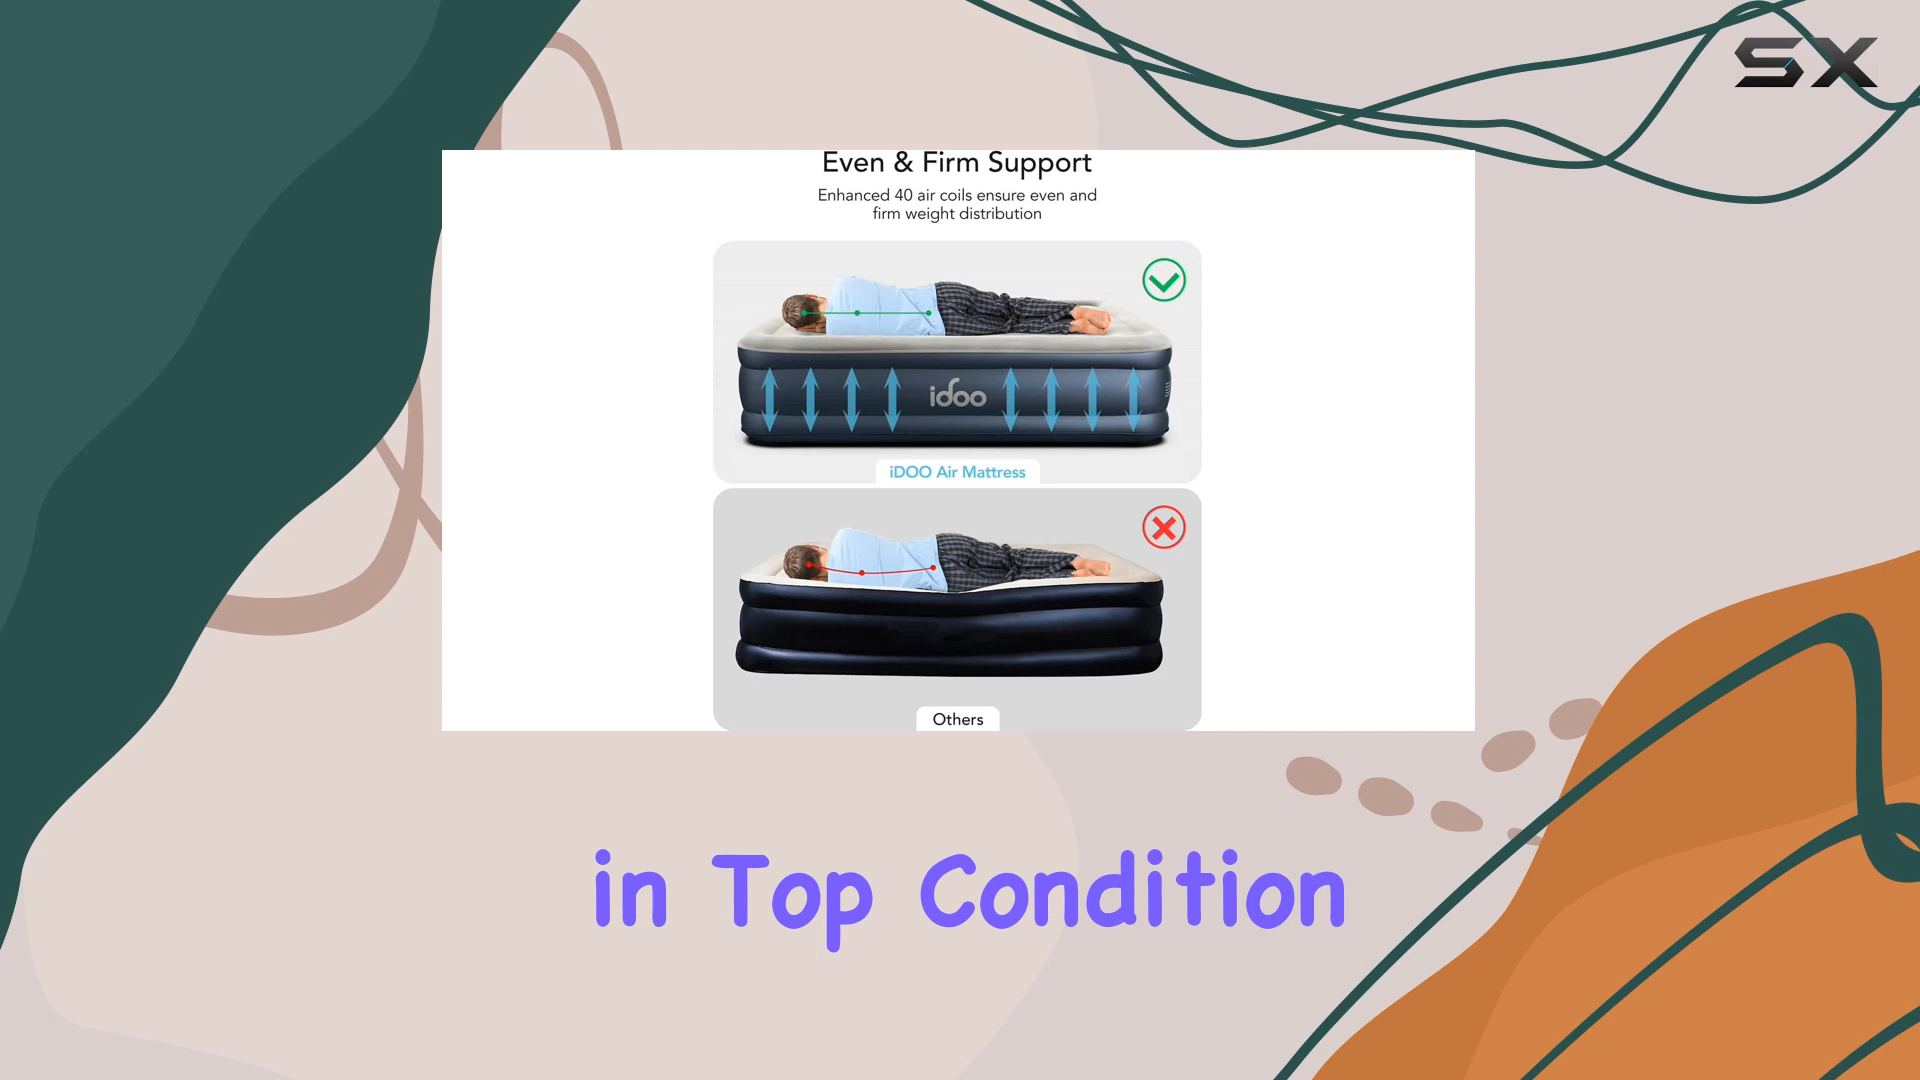 SX
Even & Firm Support
Enhanced 40 air coils ensure even and
firm weight distribution
idoo
iDOO Air Mattress
Others
in Top Condition